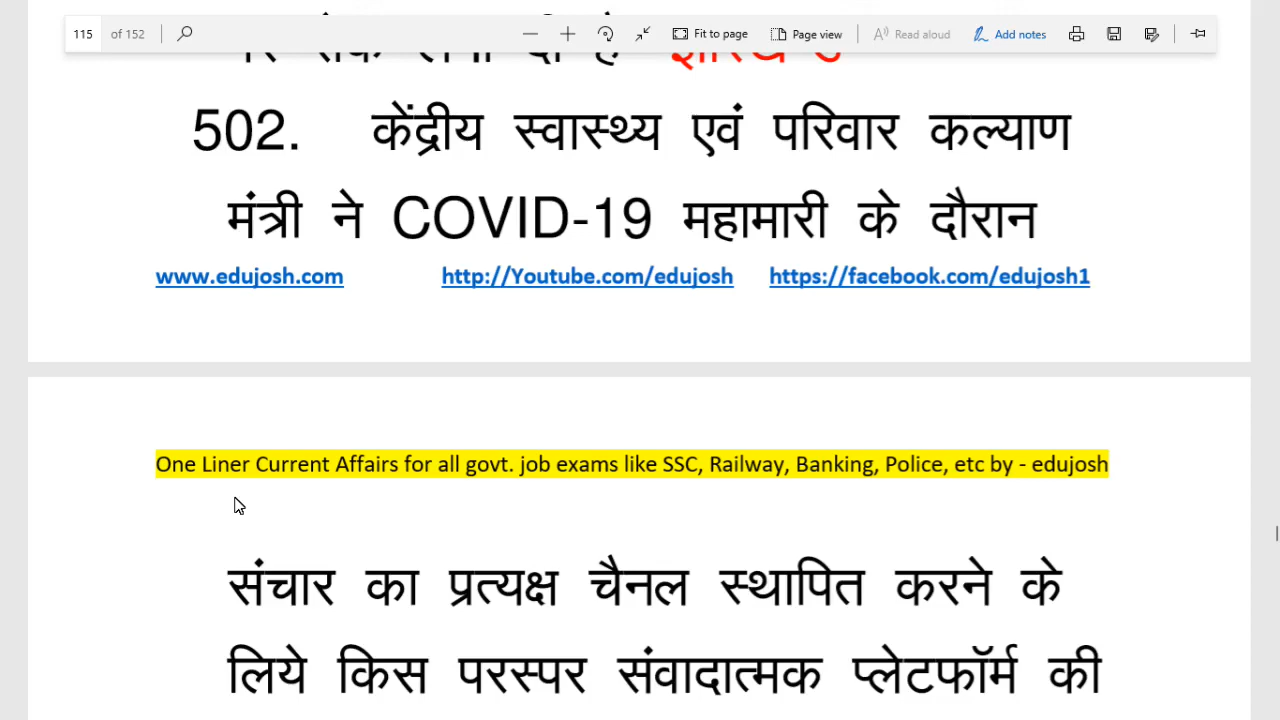 115 of 152 Fit to page Page view Read aloud Add notes
502. केंद्रीय स्वास्थ्य एवं परिवार कल्याण
मंत्री ने COVID-19 महामारी के दौरान
www.edujosh.com http://Youtube.com/edujosh https://facebook.com/edujosh1
One Liner Current Affairs for all govt. job exams like SSC, Railway, Banking, Police, etc by - edujosh
संचार का प्रत्यक्ष चैनल स्थापित करने के
लिये किस परस्पर संवादात्मक प्लेटफॉर्म की